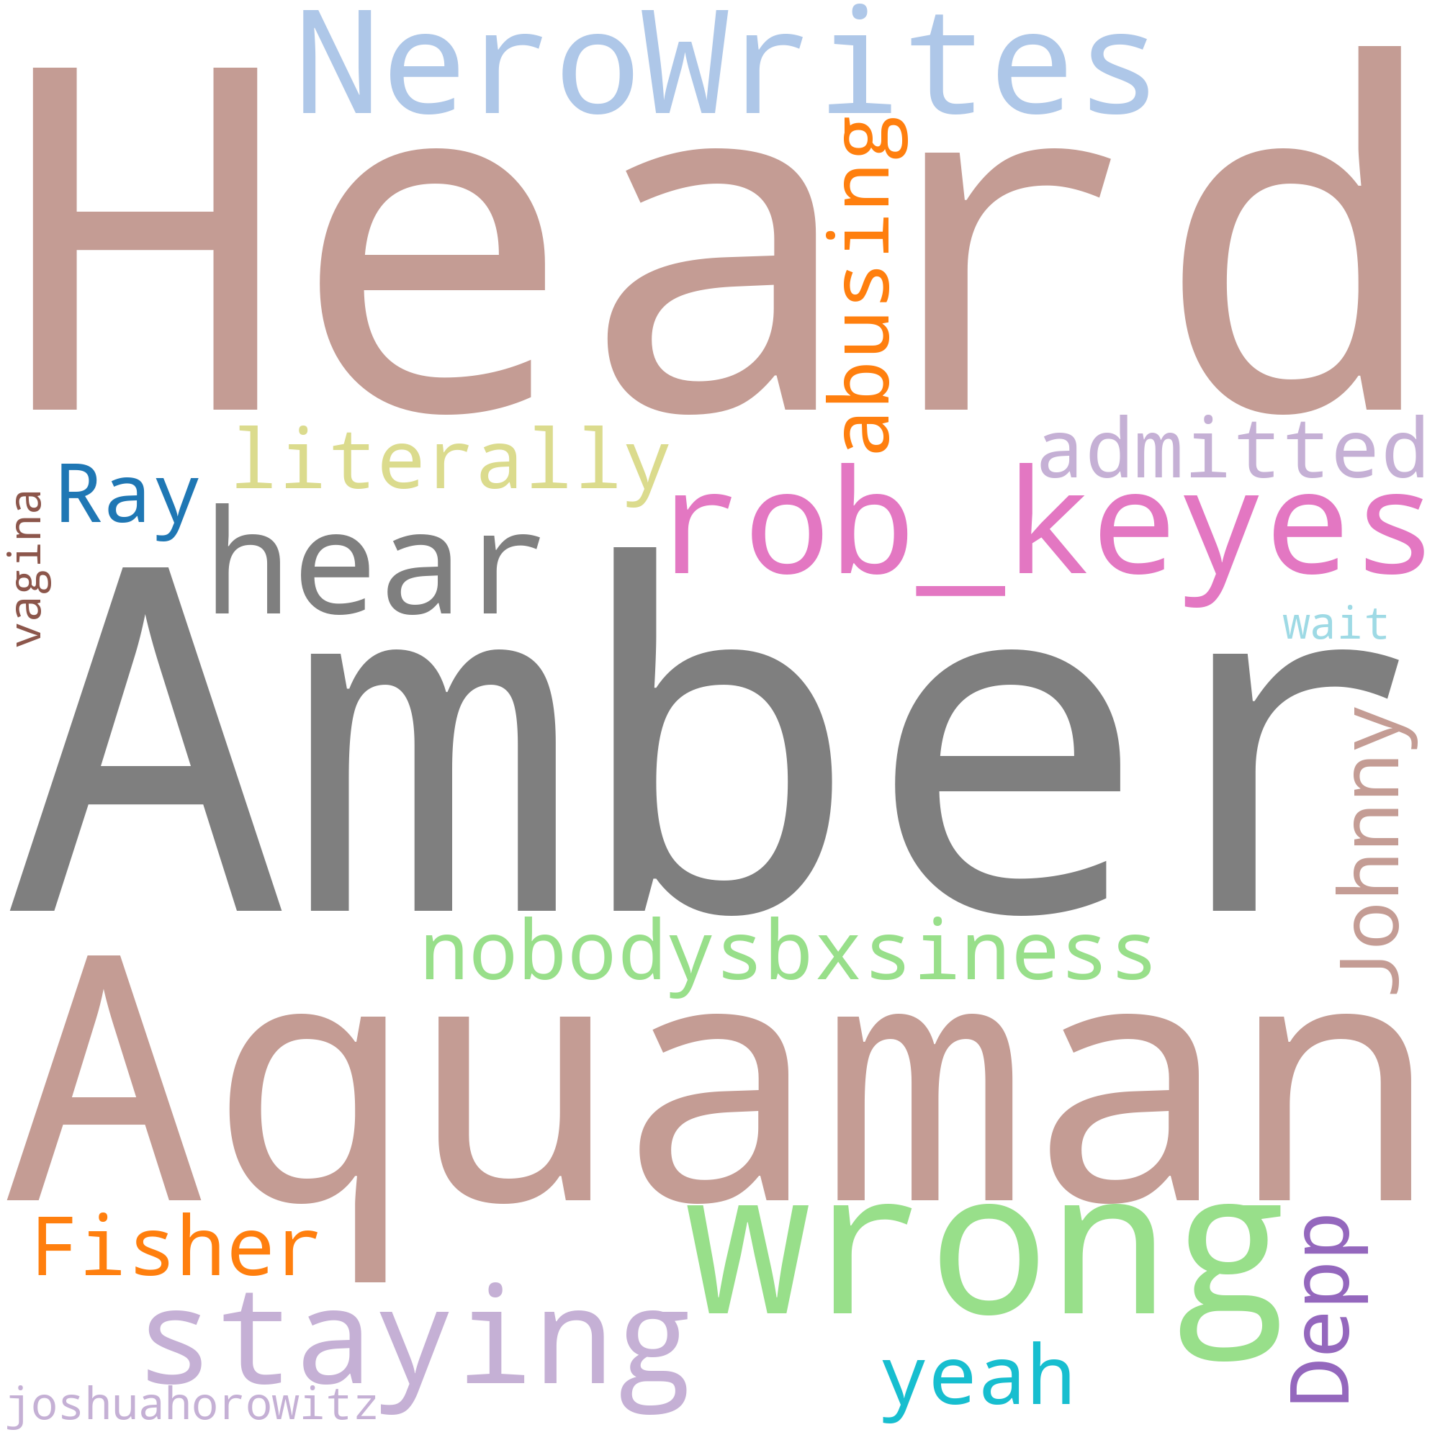 NeroWrites
Heard
abusing
literally
admitted
Ray
rob_keyes
vagina
hear
wait
Amber
Johnny
nobodysbxsiness
Aquaman
wrong
Fisher
Depp
staying
yeah
joshuahorowitz